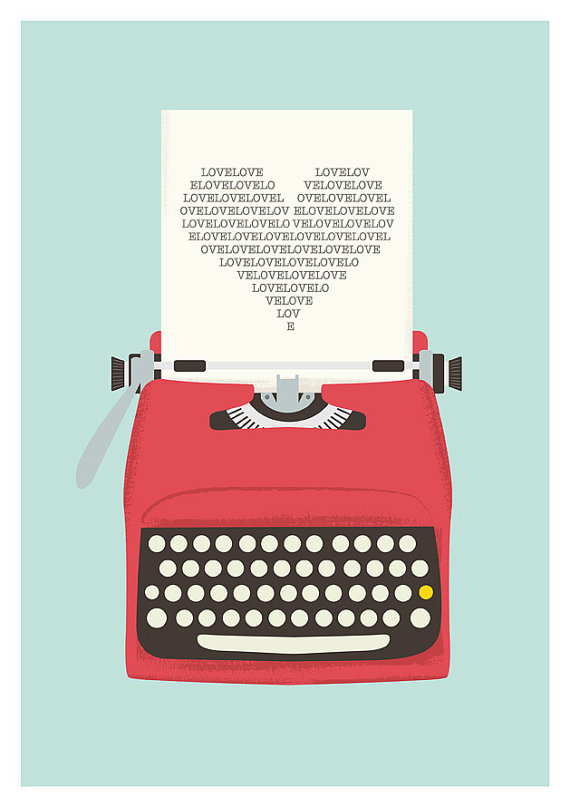 LOVELOVE LOVELOV
ELOVELOVELO VELOVELOVE
LOVELOVELOVEL OVELOVELOVEL
OVELOVELOVELOV ELOVELOVELOVE
LOVELOVELOVELO VELOVELOVELOV
ELOVELOVELOVELOVELOVELOVEL
OVELOVELOVELOVELOVELOVE
LOVELOVELOVELOVELO
VELOVELOVELOVE
LOVELOVELO
VELOVE
LOV
E